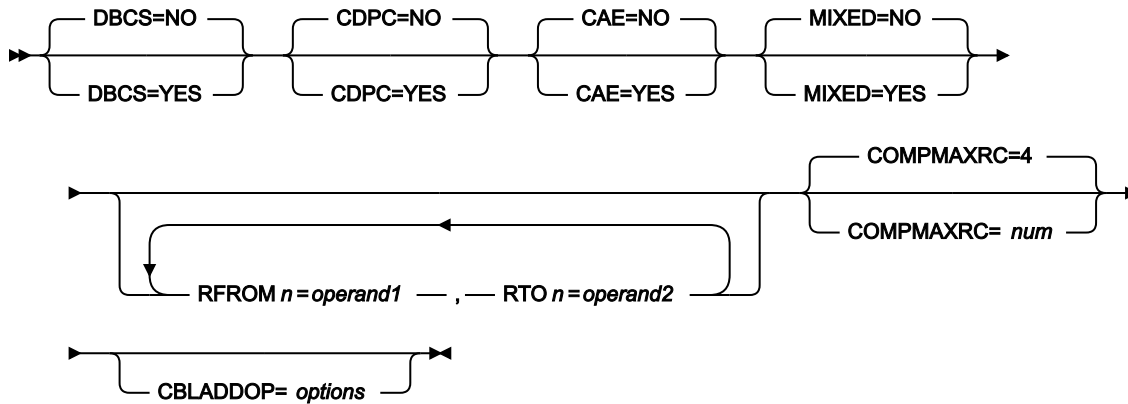 DBCS=NO CDPC=NO CAE=NO MIXED=NO
DBCS=YES CDPC=YES CAE=YES MIXED=YES
COMPMAXRC=4
COMPMAXRC= num
RFROM n=operand1 , RTO n=operand2
CBLADDOP= options